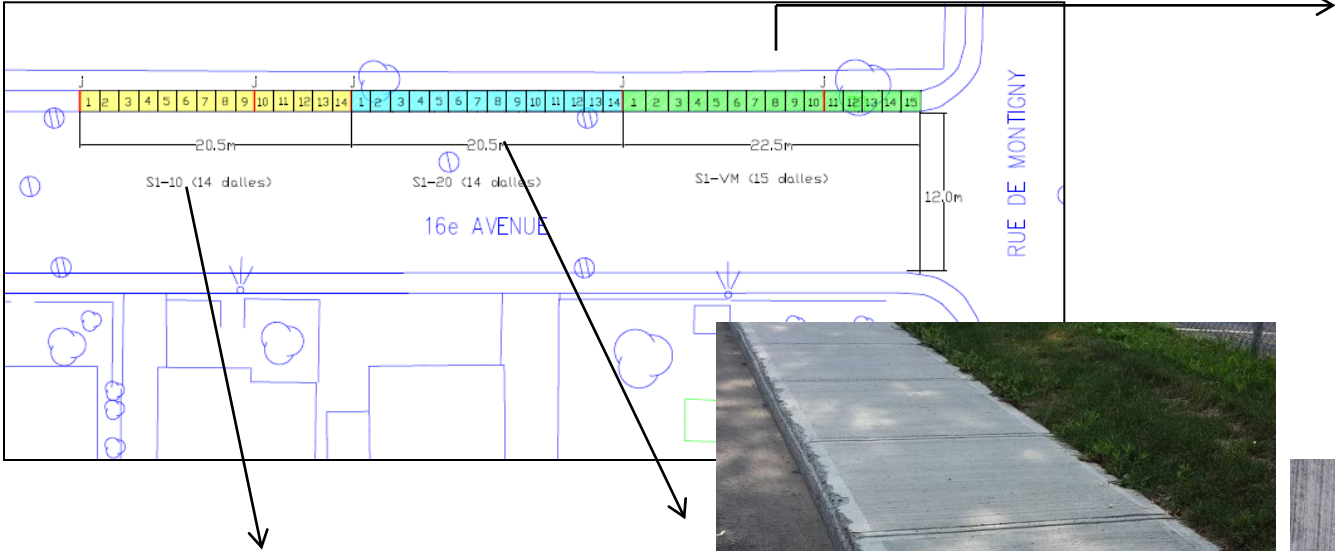 j j j j j
1 2 3 4 5 6 7 8 9 10 11 12 13 14 1 2 3 4 5 6 7 8 9 10 11 12 13 14 1 2 3 4 5 6 7 8 9 10 11 12 13 14 15
20.5m 20.5m 22.5m
S1-10 (14 dalles) S1-20 (14 dalles) S1-VM (15 dalles)
12.0m
16e AVENUE
RUE DE MONTIGNY